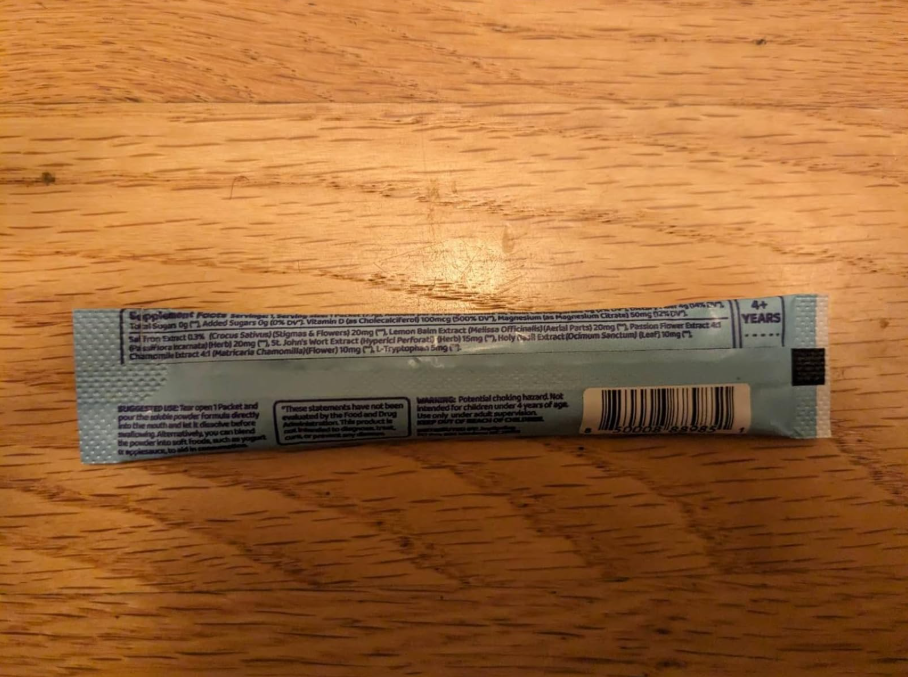 Supplement Facts
Total Sugar 0g (**), Added Sugars 0g (0% DV*), Vitamin D (as Cholecalciferol) 100mcg (500% DV*), Magnesium (as Magnesium Citrate) 50mg (12% DV*),
Saffron Extract 0.3% (Crocus Sativus) (Stigmas & Flowers) 20mg (**), Lemon Balm Extract (Melissa Officinalis) (Aerial Parts) 20mg (**), Passion Flower Extract 4:1
(Passiflora Incarnata) (Herb) 20mg (**), St. John's Wort Extract (Hyperici Perforati) (Herb) 15mg (**), Holy Basil Extract (Ocimum Sanctum) (Leaf) 10mg (**),
Chamomile Extract 4:1 (Matricaria Chamomilla) (Flower) 10mg (**), L-Tryptophan 5mg (**).
4+
YEARS
SUGGESTED USE: Tear open 1 Packet and
pour the soluble powder formula directly
into the mouth and let it dissolve before
swallowing. Alternatively, you can blend
the powder into soft foods, such as yogurt
applesauce, to aid in
*These statements have not been
evaluated by the Food and Drug
Administration. This product is
not intended to diagnose, treat,
cure, or prevent any
WARNING: Potential choking hazard. Not
intended for children under 4 years of age.
Use only under adult supervision.
KEEP OUT OF REACH OF CHILDREN.